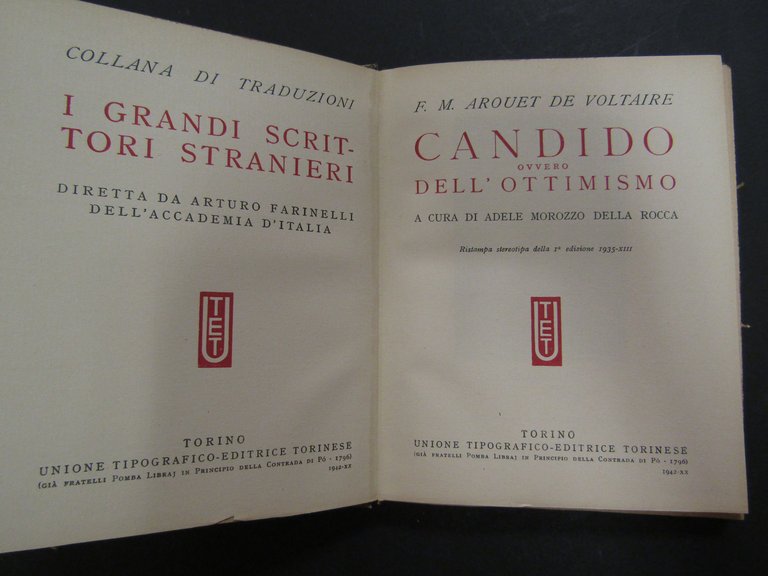 COLLANA DI TRADUZIONI
I GRANDI SCRIT-
TORI STRANIERI
DIRETTA DA ARTURO FARINELLI
DELL'ACCADEMIA D'ITALIA
UTET
TORINO
UNIONE TIPOGRAFICO-EDITRICE TORINESE
(GIÀ FRATELLI POMBA LIBRAJ IN PRINCIPIO DELLA CONTRADA DI PÒ - 1796)
1942-XX
F. M. AROUET DE VOLTAIRE
CANDIDO
OVVERO
DELL'OTTIMISMO
A CURA DI ADELE MOROZZO DELLA ROCCA
Ristampa stereotipa della 1ª edizione 1935-XIII
UTET
TORINO
UNIONE TIPOGRAFICO-EDITRICE TORINESE
(GIÀ FRATELLI POMBA LIBRAJ IN PRINCIPIO DELLA CONTRADA DI PÒ - 1796)
1942-XX